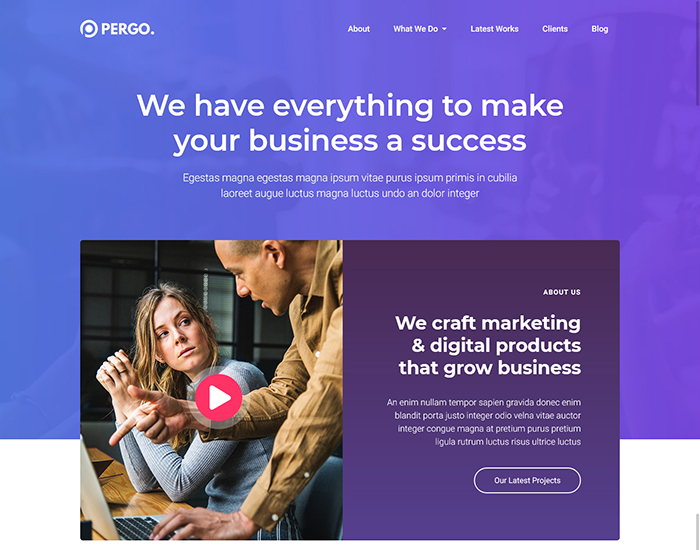 PERGO.
About
What We Do
Latest Works
Clients
Blog
We have everything to make
your business a success
Egestas magna egestas magna ipsum vitae purus ipsum primis in cubilia
laoreet augue luctus magna luctus undo an dolor integer
ABOUT US
We craft marketing
& digital products
that grow business
An enim nullam tempor sapien gravida donec enim
blandit porta justo integer odio velna vitae auctor
integer congue magna at pretium purus pretium
ligula rutrum luctus risus ultrice luctus
Our Latest Projects